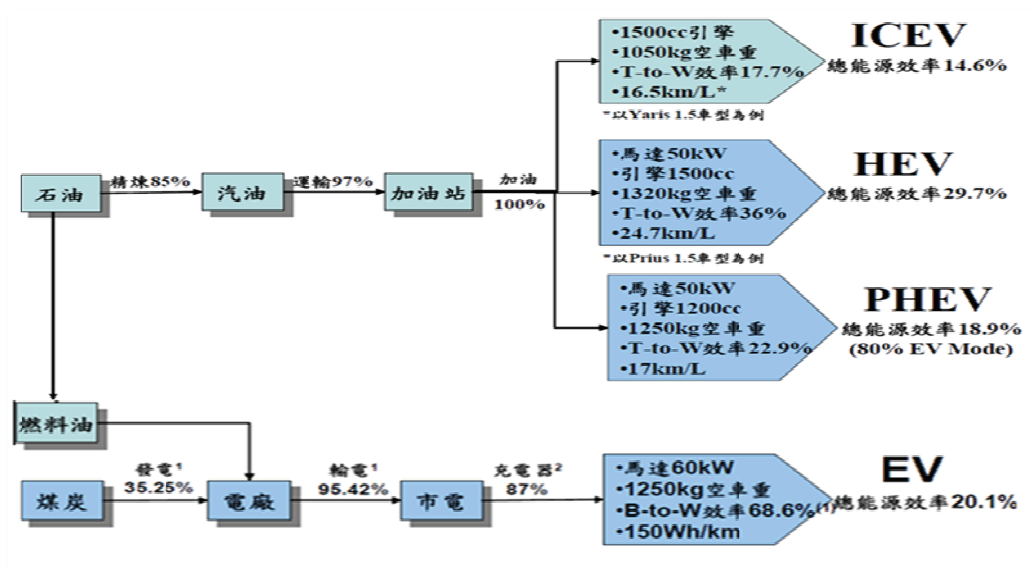 •1500cc引擎
•1050kg空車重
•T-to-W效率17.7%
•16.5km/L*
*以Yaris 1.5車型為例
ICEV
總能源效率14.6%
石油
精煉85%
汽油
運輸97%
加油站
加油
100%
•馬達50kW
•引擎1500cc
•1320kg空車重
•T-to-W效率36%
•24.7km/L
*以Prius 1.5車型為例
HEV
總能源效率29.7%
•馬達50kW
•引擎1200cc
•1250kg空車重
•T-to-W效率22.9%
•17km/L
PHEV
總能源效率18.9%
(80% EV Mode)
燃料油
煤炭
發電¹
35.25%
電廠
輸電¹
95.42%
市電
充電器²
87%
•馬達60kW
•1250kg空車重
•B-to-W效率68.6%(1)
•150Wh/km
EV
總能源效率20.1%